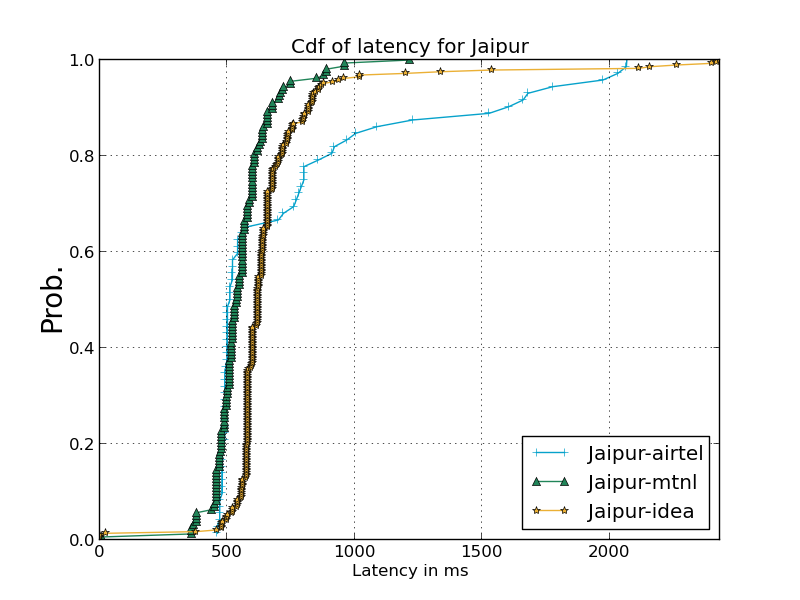 Cdf of latency for Jaipur
1.0
0.8
0.6
0.4
0.2
0.0
Prob.
0
500
1000
1500
2000
Latency in ms
Jaipur-airtel
Jaipur-mtnl
Jaipur-idea